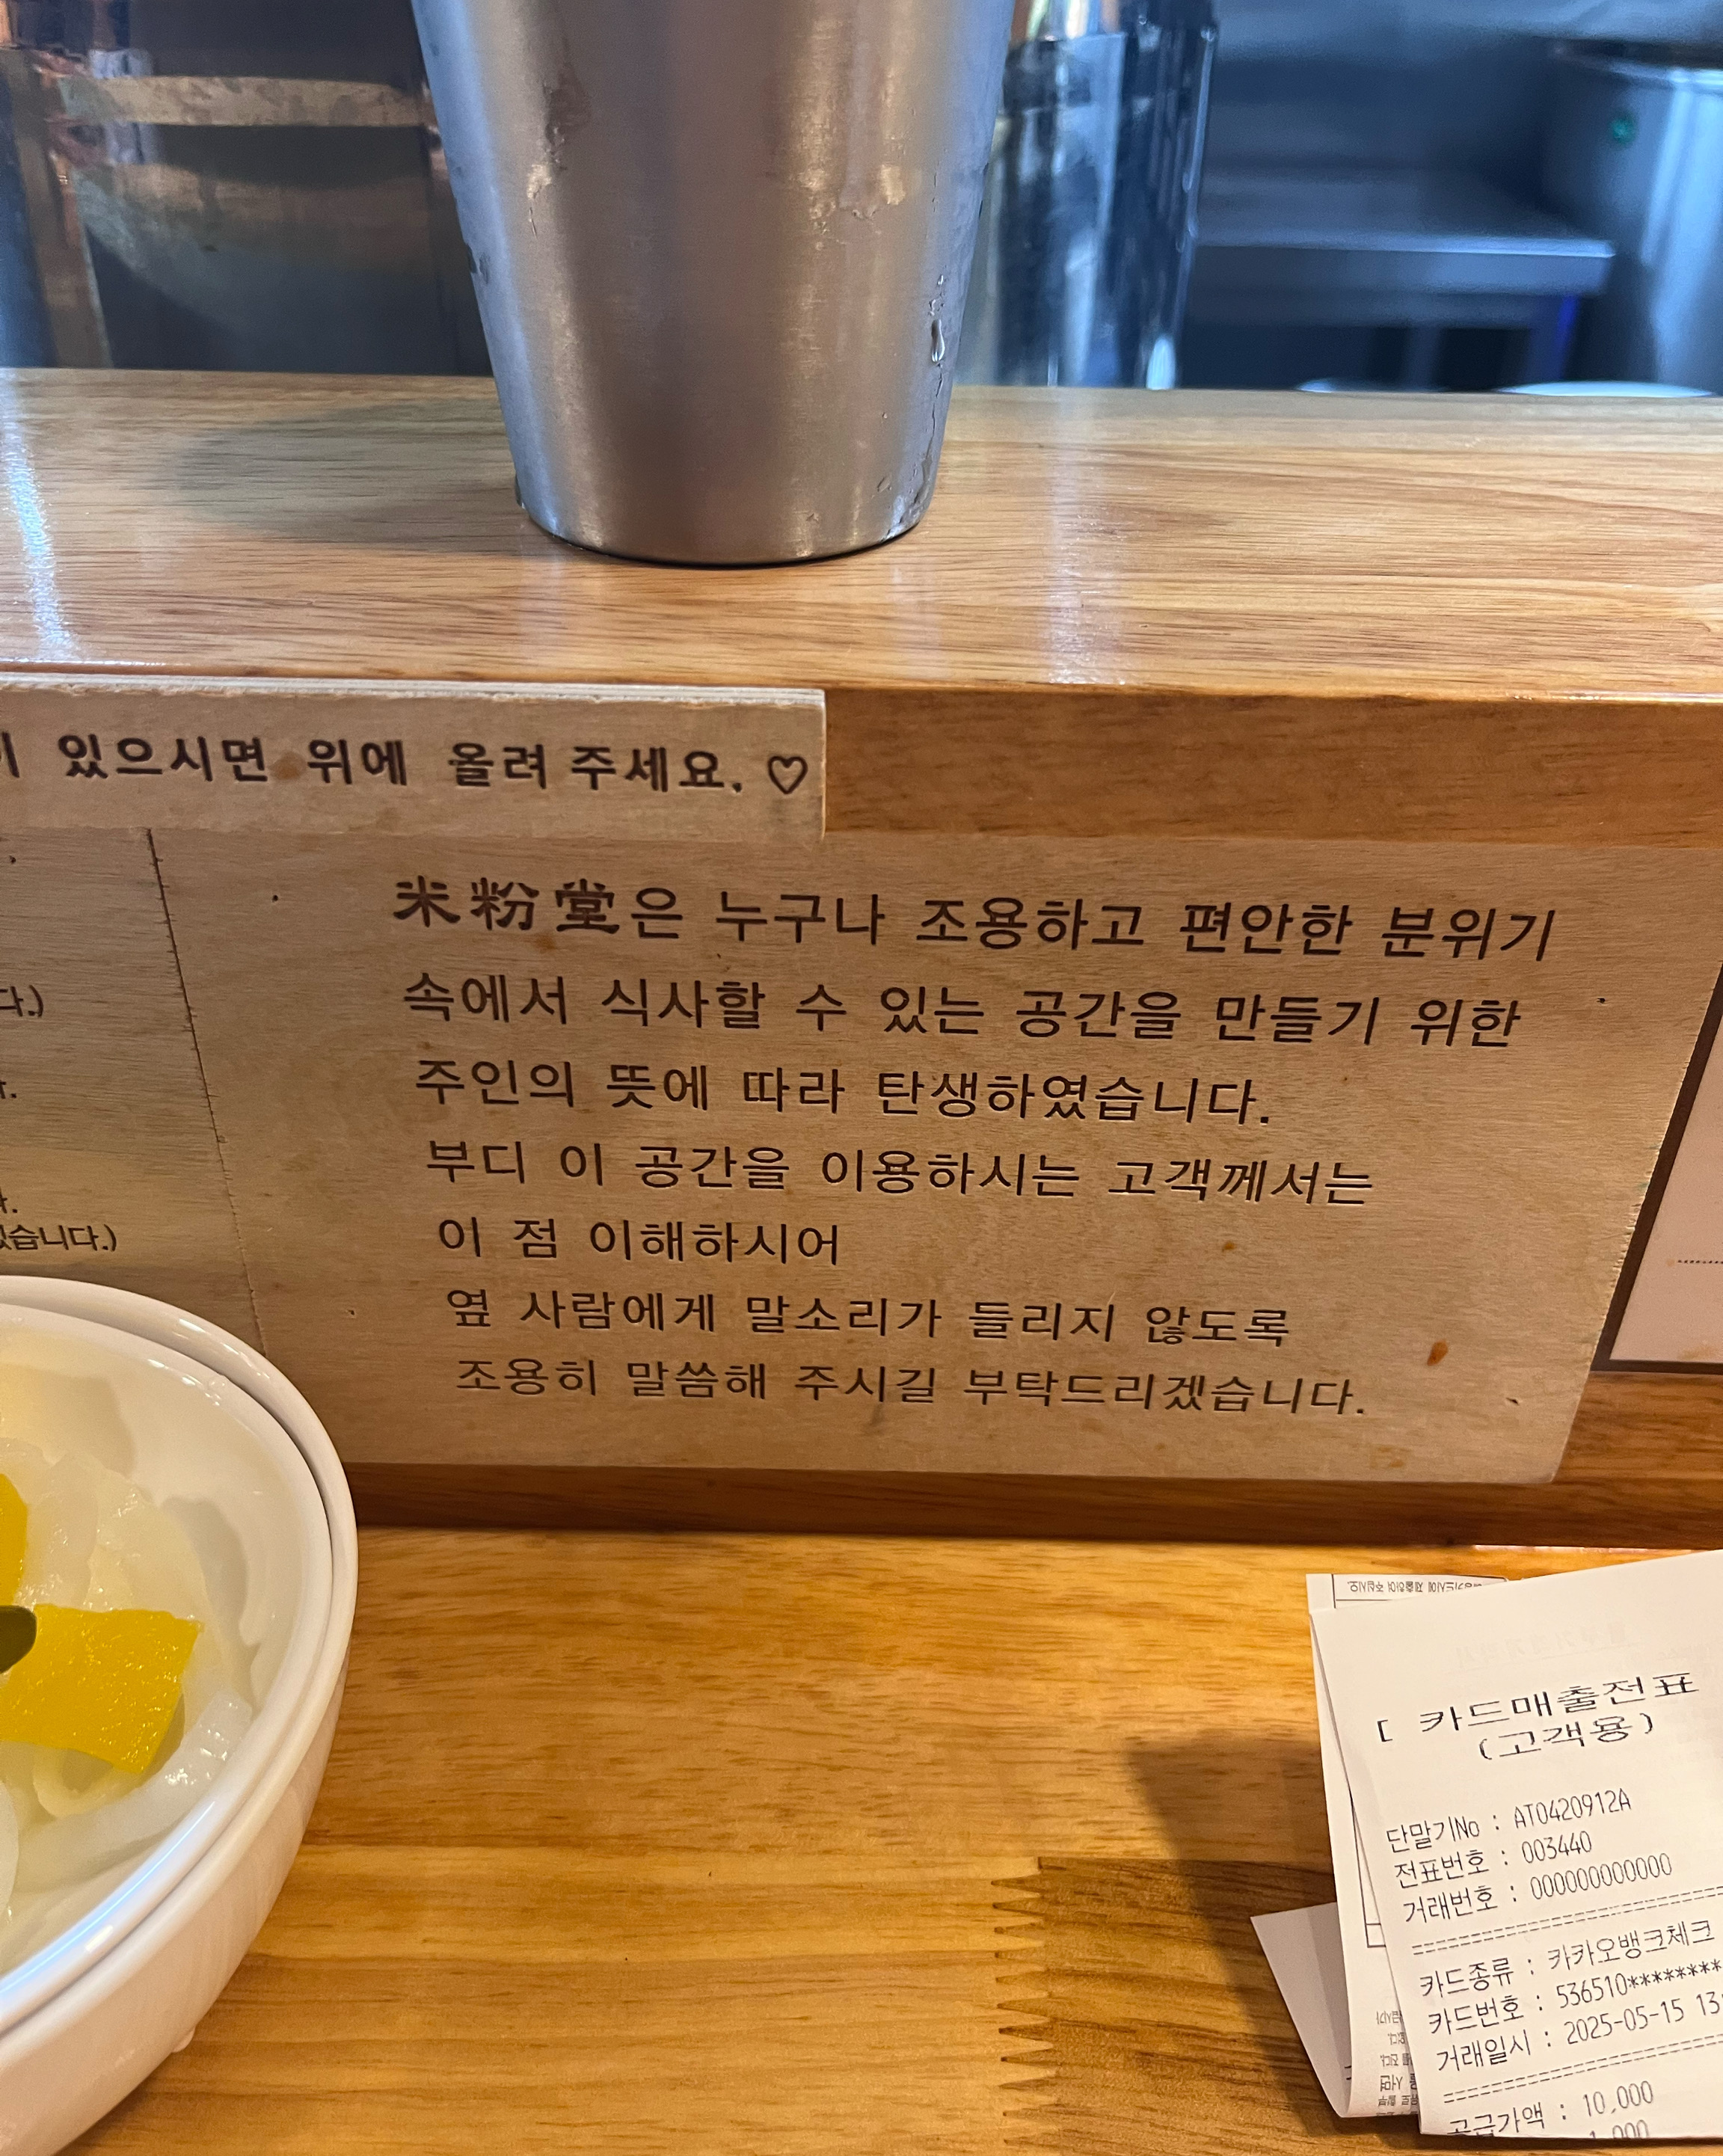 있으시면 위에 올려 주세요. ♡
米粉堂은 누구나 조용하고 편안한 분위기
속에서 식사할 수 있는 공간을 만들기 위한
주인의 뜻에 따라 탄생하였습니다.
부디 이 공간을 이용하시는 고객께서는
이 점 이해하시어
옆 사람에게 말소리가 들리지 않도록
조용히 말씀해 주시길 부탁드리겠습니다.
[ 카드매출전표
(고객용)
단말기No : AT0420912A
전표번호 : 003440
거래번호 : 000000000000
카드종류 : 카카오뱅크체크
카드번호 : 536510********
거래일시 : 2025-05-15 13:
공급가액 : 10,000